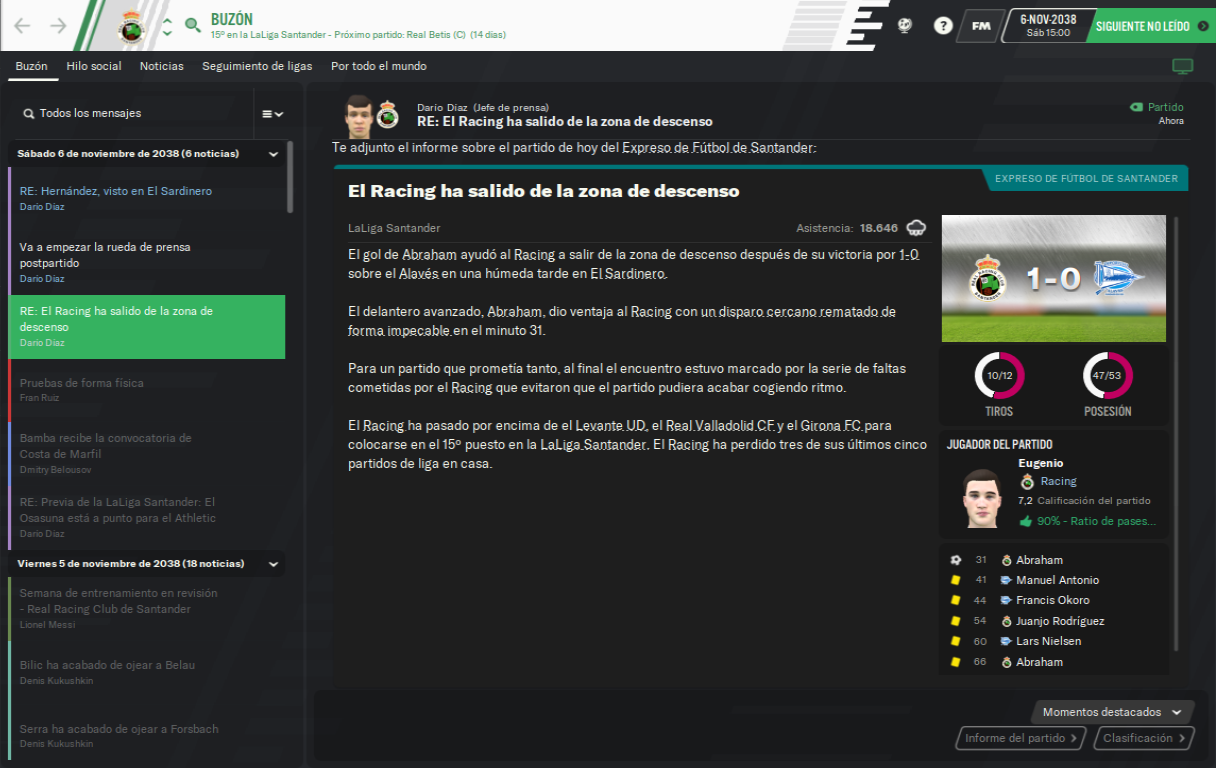 BUZÓN
15º en la LaLiga Santander - Próximo partido: Real Betis (C) (14 días)
?
FM
6-NOV-2038
Sáb 15:00
SIGUIENTE NO LEÍDO
Buzón
Hilo social
Noticias
Seguimiento de ligas
Por todo el mundo
Todos los mensajes
Sábado 6 de noviembre de 2038 (6 noticias)
RE: Hernández, visto en El Sardinero
Darío Díaz
Va a empezar la rueda de prensa
postpartido
Darío Díaz
RE: El Racing ha salido de la zona de
descenso
Darío Díaz
Pruebas de forma física
Fran Ruiz
Bamba recibe la convocatoria de
Costa de Marfil
Dmitry Belousov
RE: Previa de la LaLiga Santander: El
Osasuna está a punto para el Athletic
Darío Díaz
Viernes 5 de noviembre de 2038 (18 noticias)
Semana de entrenamiento en revisión
- Real Racing Club de Santander
Lionel Messi
Bilic ha acabado de ojear a Belau
Denis Kukushkin
Serra ha acabado de ojear a Forsbach
Denis Kukushkin
Darío Díaz (Jefe de prensa)
RE: El Racing ha salido de la zona de descenso
Partido
Ahora
Te adjunto el informe sobre el partido de hoy del Expreso de Fútbol de Santander:
EXPRESO DE FÚTBOL DE SANTANDER
El Racing ha salido de la zona de descenso
LaLiga Santander
Asistencia: 18.646
El gol de Abraham ayudó al Racing a salir de la zona de descenso después de su victoria por 1-0
sobre el Alavés en una húmeda tarde en El Sardinero.
El delantero avanzado, Abraham, dio ventaja al Racing con un disparo cercano rematado de
forma impecable en el minuto 31.
Para un partido que prometía tanto, al final el encuentro estuvo marcado por la serie de faltas
cometidas por el Racing que evitaron que el partido pudiera acabar cogiendo ritmo.
El Racing ha pasado por encima de el Levante UD, el Real Valladolid CF y el Girona FC para
colocarse en el 15º puesto en la LaLiga Santander. El Racing ha perdido tres de sus últimos cinco
partidos de liga en casa.
1-0
10/12
TIROS
47/53
POSESIÓN
JUGADOR DEL PARTIDO
Eugenio
Racing
7,2 Calificación del partido
90% - Ratio de pases...
31 Abraham
41 Manuel Antonio
44 Francis Okoro
54 Juanjo Rodríguez
60 Lars Nielsen
66 Abraham
Momentos destacados
Informe del partido
Clasificación